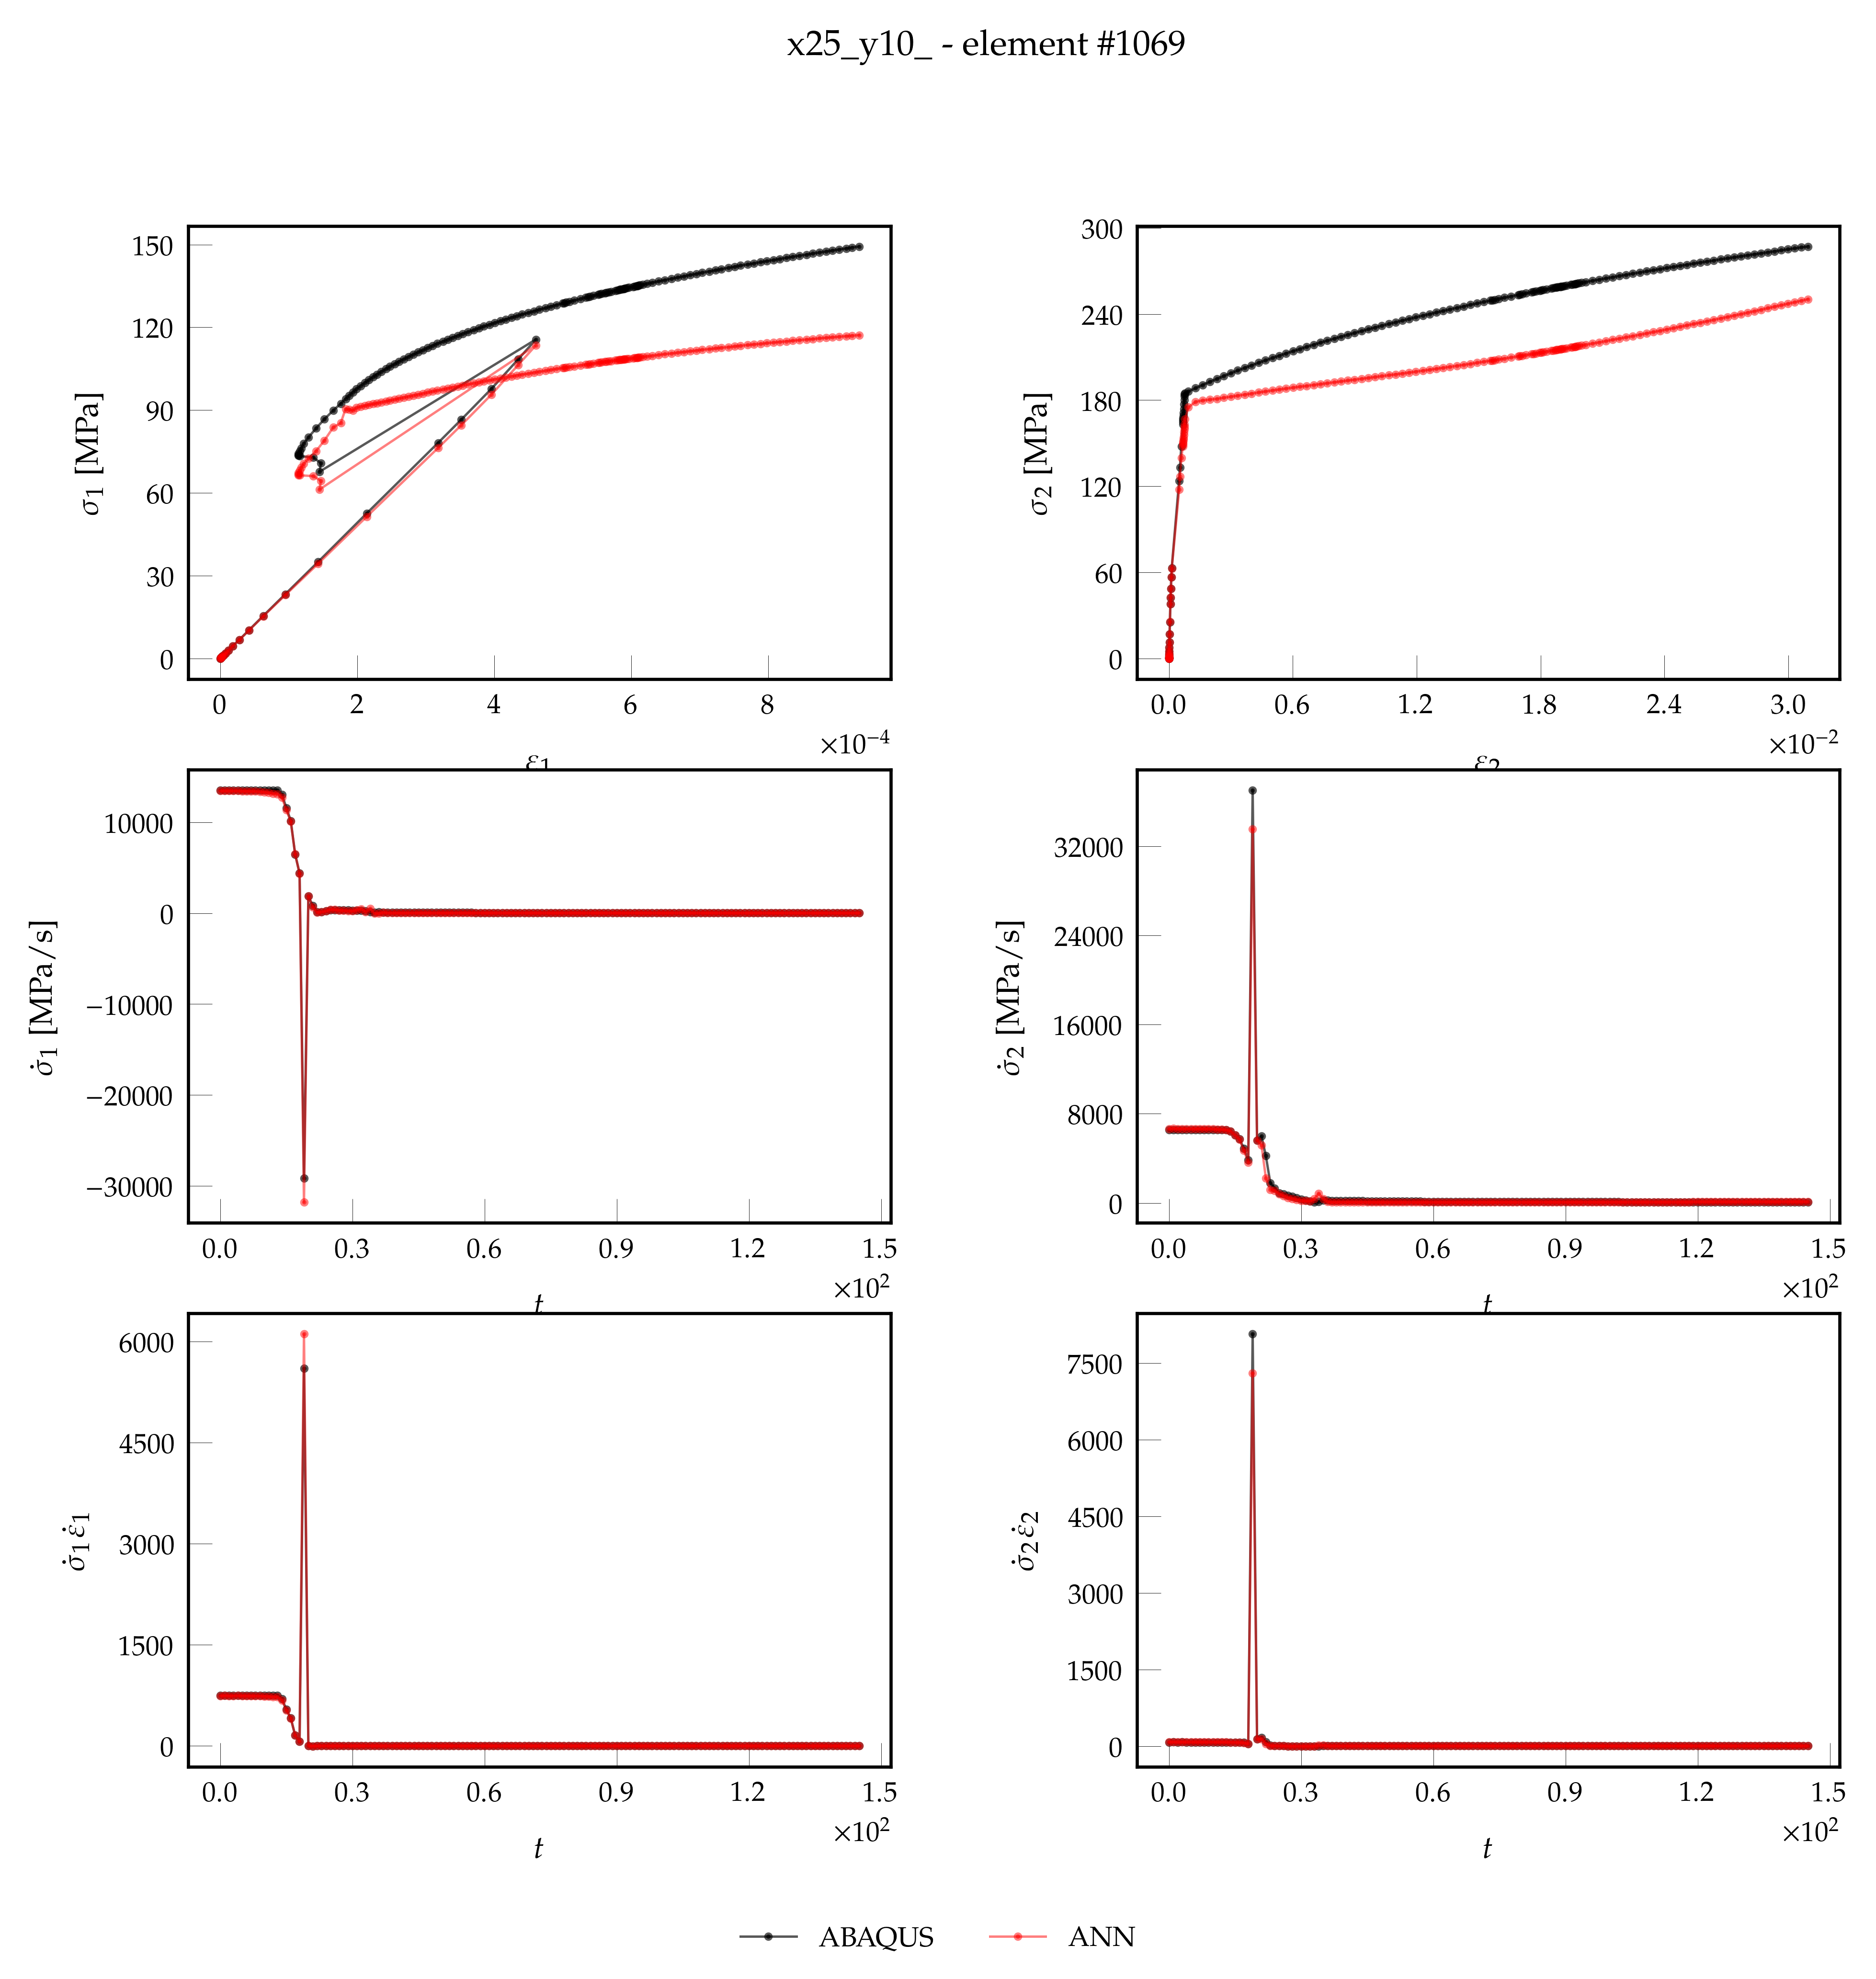 x25_y10_ - element #1069
σ1 [MPa]
150
120
90
60
30
0
0 2 4 6 8
×10−4
ε1
σ2 [MPa]
300
240
180
120
60
0
0.0 0.6 1.2 1.8 2.4 3.0
×10−2
ε2
σ̇1 [MPa/s]
10000
0
−10000
−20000
−30000
0.0 0.3 0.6 0.9 1.2 1.5
×102
t
σ̇2 [MPa/s]
32000
24000
16000
8000
0
0.0 0.3 0.6 0.9 1.2 1.5
×102
t
σ̇1ε̇1
6000
4500
3000
1500
0
0.0 0.3 0.6 0.9 1.2 1.5
×102
t
σ̇2ε̇2
7500
6000
4500
3000
1500
0
0.0 0.3 0.6 0.9 1.2 1.5
×102
t
ABAQUS ANN